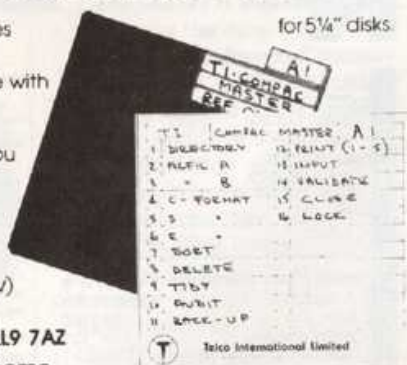 es
for 5¼" disks.
e with
ou
v)
L9 7AZ
A1
TI-COMPAC
MASTER
REF
TI COMPAC MASTER A1
1 DIRECTORY
2 ACFIL A
3 " B
4 C - FORMAT
5 S "
6 E "
7 SORT
8 DELETE
9 TIDY
10 AUDIT
11 BACK-UP
12 PRINT (1-5)
13 INPUT
14 VALIDATE
15 CLOSE
16 LOCK
T
Telco International Limited